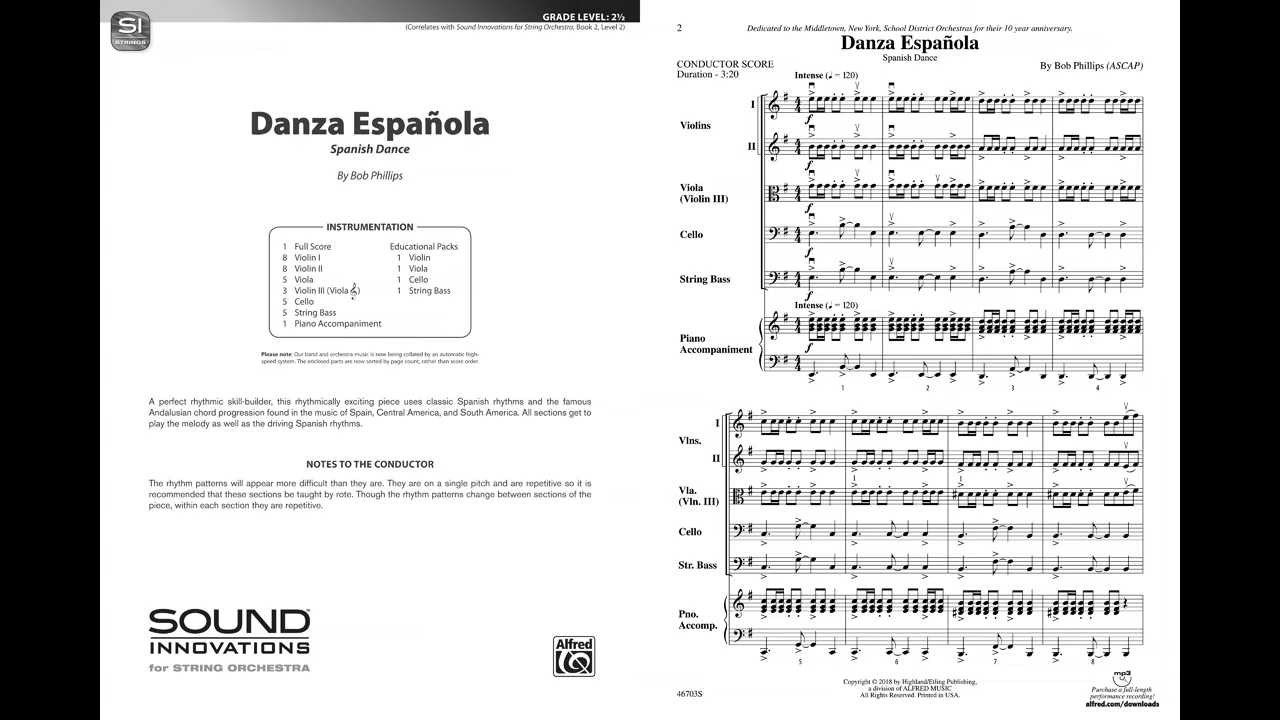 SI
STRINGS
GRADE LEVEL: 2½
(Correlates with Sound Innovations for String Orchestra, Book 2, Level 2)
Danza Española
Spanish Dance
By Bob Phillips
INSTRUMENTATION
1 Full Score
8 Violin I
8 Violin II
5 Viola
3 Violin III (Viola 𝄞)
5 Cello
5 String Bass
1 Piano Accompaniment
Educational Packs
1 Violin
1 Viola
1 Cello
1 String Bass
Please note: Our band and orchestra music is now being collated by an automatic high-
speed system. The enclosed parts are now sorted by page count, rather than score order.
A perfect rhythmic skill-builder, this rhythmically exciting piece uses classic Spanish rhythms and the famous
Andalusian chord progression found in the music of Spain, Central America, and South America. All sections get to
play the melody as well as the driving Spanish rhythms.
NOTES TO THE CONDUCTOR
The rhythm patterns will appear more difficult than they are. They are on a single pitch and are repetitive so it is
recommended that these sections be taught by rote. Though the rhythm patterns change between sections of the
piece, within each section they are repetitive.
SOUND
INNOVATIONS
for STRING ORCHESTRA
Alfred
2
Dedicated to the Middletown, New York, School District Orchestras for their 10 year anniversary.
Danza Española
Spanish Dance
CONDUCTOR SCORE
Duration - 3:20
By Bob Phillips (ASCAP)
Intense (♩ = 120)
Violins
I
II
Viola
(Violin III)
Cello
String Bass
Intense (♩ = 120)
Piano
Accompaniment
f
f
f
f
f
f
1 2 3 4
Vlns.
I
II
Vla.
(Vln. III)
Cello
Str. Bass
Pno.
Accomp.
1 1
5 6 7 8
46703S
Copyright © 2018 by Highland/Etling Publishing,
a division of ALFRED MUSIC
All Rights Reserved. Printed in USA.
mp3
Purchase a full-length
performance recording!
alfred.com/downloads